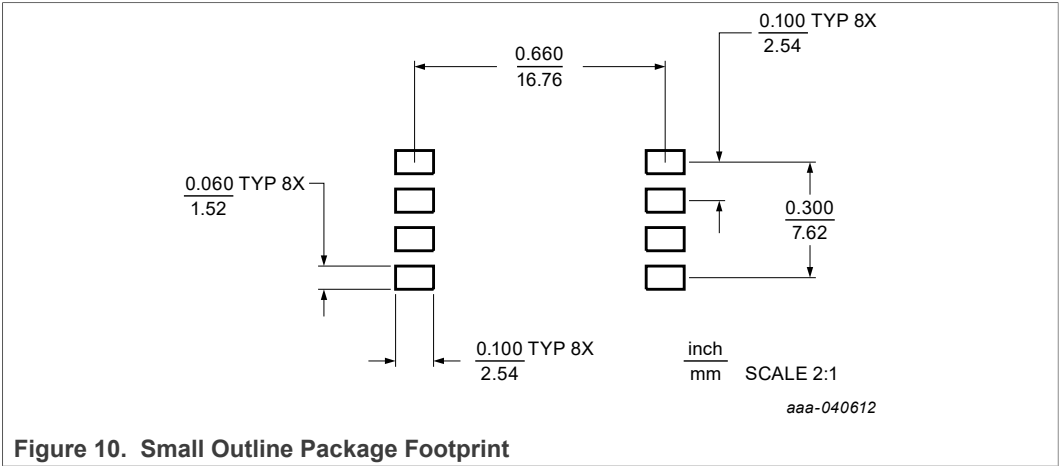 0.100 TYP 8X
2.54
0.660
16.76
0.060 TYP 8X
1.52
0.300
7.62
0.100 TYP 8X
2.54
inch
mm SCALE 2:1
aaa-040612
Figure 10. Small Outline Package Footprint